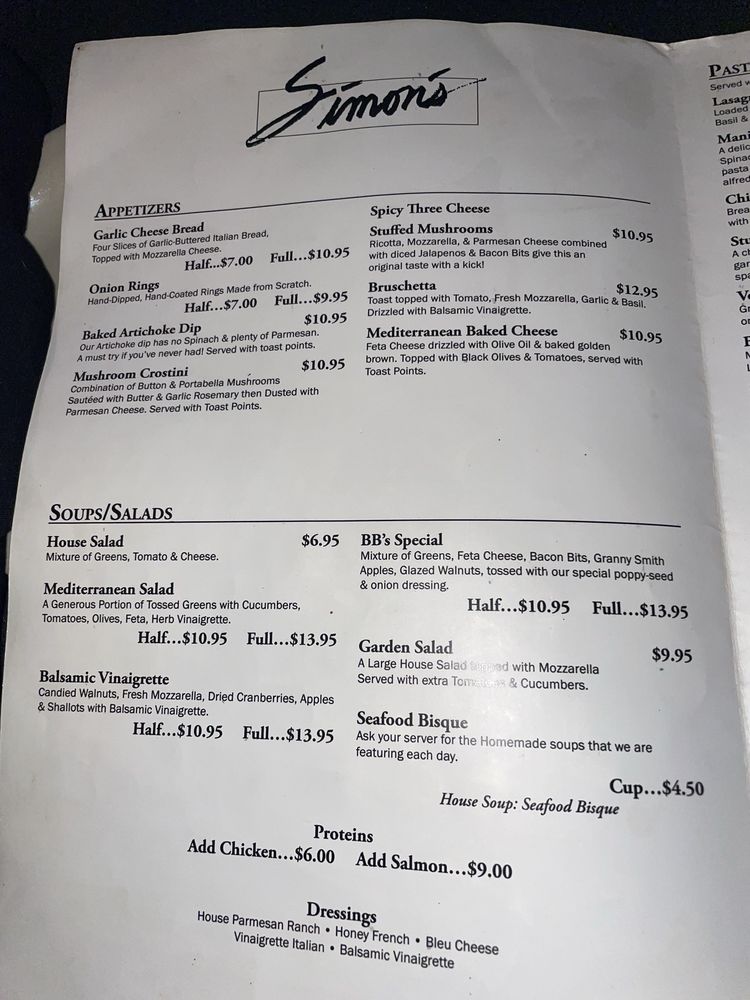 Simon's
APPETIZERS
Garlic Cheese Bread
Four Slices of Garlic-Buttered Italian Bread,
Topped with Mozzarella Cheese.
Half...$7.00 Full...$10.95
Onion Rings
Hand-Dipped, Hand-Coated Rings Made from Scratch.
Half...$7.00 Full...$9.95
Baked Artichoke Dip $10.95
Our Artichoke dip has no Spinach & plenty of Parmesan.
A must try if you've never had! Served with toast points.
Mushroom Crostini $10.95
Combination of Button & Portabella Mushrooms
Sautéed with Butter & Garlic Rosemary then Dusted with
Parmesan Cheese. Served with Toast Points.
Spicy Three Cheese
Stuffed Mushrooms $10.95
Ricotta, Mozzarella, & Parmesan Cheese combined
with diced Jalapenos & Bacon Bits give this an
original taste with a kick!
Bruschetta $12.95
Toast topped with Tomato, Fresh Mozzarella, Garlic & Basil.
Drizzled with Balsamic Vinaigrette.
Mediterranean Baked Cheese $10.95
Feta Cheese drizzled with Olive Oil & baked golden
brown. Topped with Black Olives & Tomatoes, served with
Toast Points.
SOUPS/SALADS
House Salad $6.95
Mixture of Greens, Tomato & Cheese.
Mediterranean Salad
A Generous Portion of Tossed Greens with Cucumbers,
Tomatoes, Olives, Feta, Herb Vinaigrette.
Half...$10.95 Full...$13.95
Balsamic Vinaigrette
Candied Walnuts, Fresh Mozzarella, Dried Cranberries, Apples
& Shallots with Balsamic Vinaigrette.
Half...$10.95 Full...$13.95
BB's Special
Mixture of Greens, Feta Cheese, Bacon Bits, Granny Smith
Apples, Glazed Walnuts, tossed with our special poppy-seed
& onion dressing.
Half...$10.95 Full...$13.95
Garden Salad $9.95
A Large House Salad with Mozzarella
Served with extra & Cucumbers.
Seafood Bisque
Ask your server for the Homemade soups that we are
featuring each day.
Cup...$4.50
House Soup: Seafood Bisque
Proteins
Add Chicken...$6.00 Add Salmon...$9.00
Dressings
House Parmesan Ranch • Honey French • Bleu Cheese
Vinaigrette Italian • Balsamic Vinaigrette
Served
Loaded
Basil &
pasta
with